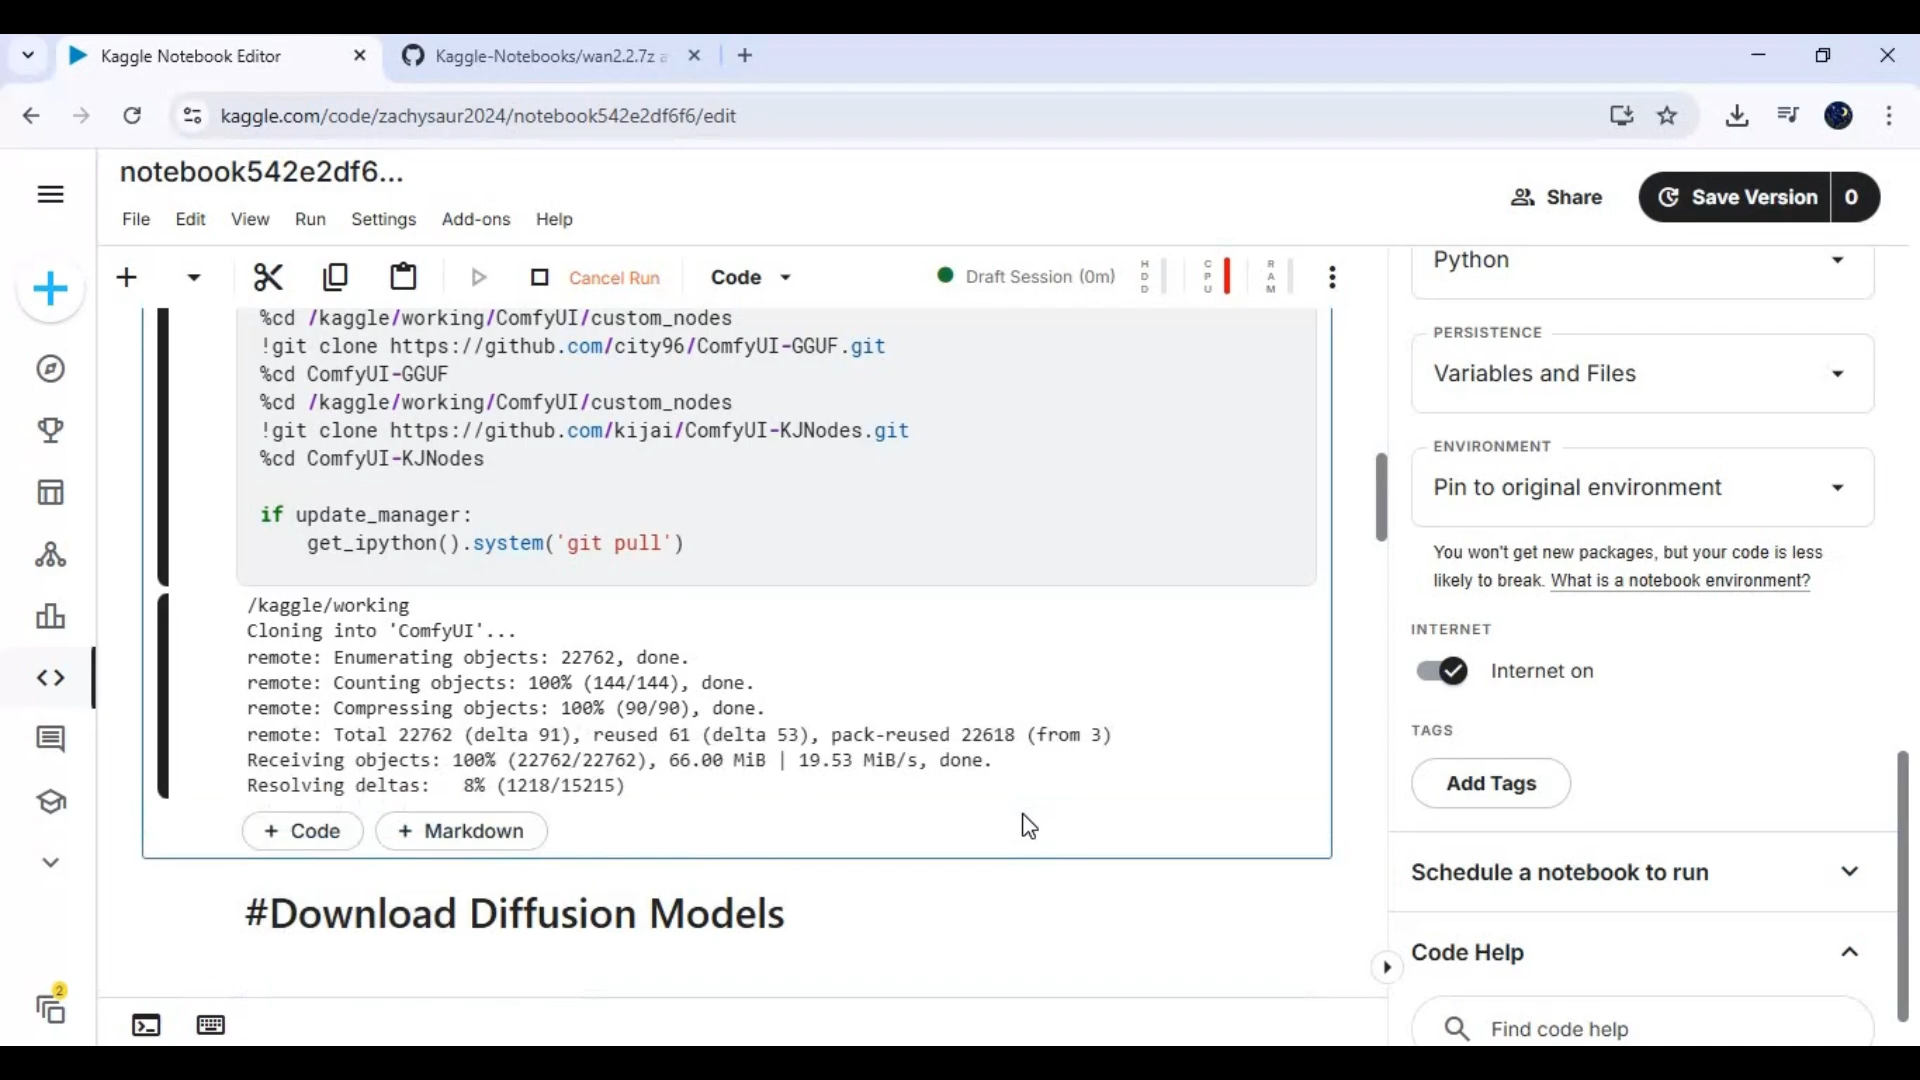 Kaggle Notebook Editor
Kaggle-Notebooks/wan2.2.7z a
kaggle.com/code/zachysaur2024/notebook542e2df6f6/edit
notebook542e2df6...
File Edit View Run Settings Add-ons Help
Share
Save Version 0
Cancel Run
Code
Draft Session (0m)
HDD
CPU
RAM
%cd /kaggle/working/ComfyUI/custom_nodes
!git clone https://github.com/city96/ComfyUI-GGUF.git
%cd ComfyUI-GGUF
%cd /kaggle/working/ComfyUI/custom_nodes
!git clone https://github.com/kijai/ComfyUI-KJNodes.git
%cd ComfyUI-KJNodes
if update_manager:
get_ipython().system('git pull')
/kaggle/working
Cloning into 'ComfyUI'...
remote: Enumerating objects: 22762, done.
remote: Counting objects: 100% (144/144), done.
remote: Compressing objects: 100% (90/90), done.
remote: Total 22762 (delta 91), reused 61 (delta 53), pack-reused 22618 (from 3)
Receiving objects: 100% (22762/22762), 66.00 MiB | 19.53 MiB/s, done.
Resolving deltas: 8% (1218/15215)
+ Code
+ Markdown
#Download Diffusion Models
2
Python
PERSISTENCE
Variables and Files
ENVIRONMENT
Pin to original environment
You won't get new packages, but your code is less
likely to break. What is a notebook environment?
INTERNET
Internet on
TAGS
Add Tags
Schedule a notebook to run
Code Help
Find code help